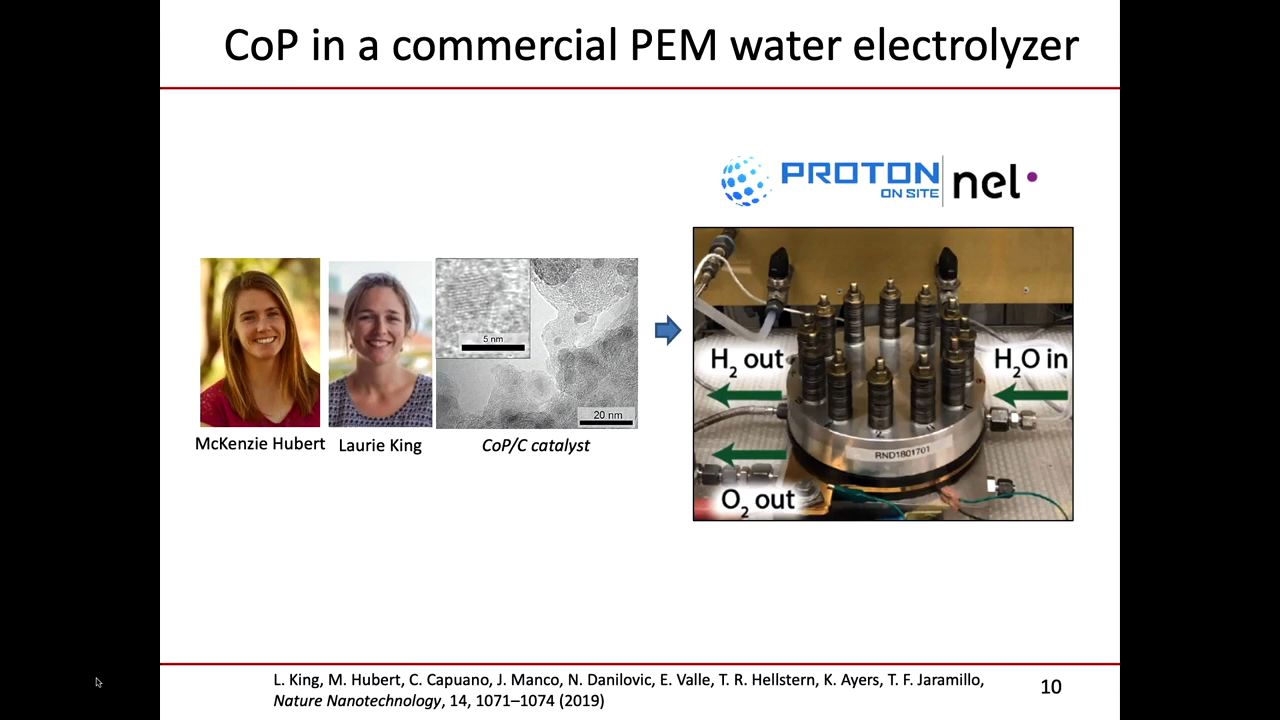 CoP in a commercial PEM water electrolyzer
PROTON
ON SITE
nel
5 nm
20 nm
McKenzie Hubert
Laurie King
CoP/C catalyst
H2 out
H2O in
RND1801701
O2 out
L. King, M. Hubert, C. Capuano, J. Manco, N. Danilovic, E. Valle, T. R. Hellstern, K. Ayers, T. F. Jaramillo,
Nature Nanotechnology, 14, 1071–1074 (2019)
10